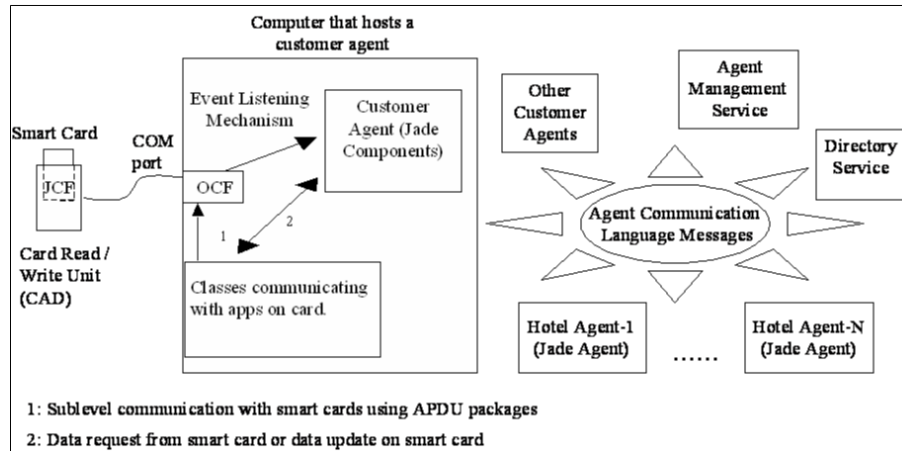 Computer that hosts a
customer agent
Event Listening
Mechanism
Customer
Agent (Jade
Components)
Smart Card
COM
port
JCF
OCF
1
2
Card Read /
Write Unit
(CAD)
Classes communicating
with apps on card.
Other
Customer
Agents
Agent
Management
Service
Directory
Service
Agent Communication
Language Messages
Hotel Agent-1
(Jade Agent)
......
Hotel Agent-N
(Jade Agent)
1: Sublevel communication with smart cards using APDU packages
2: Data request from smart card or data update on smart card